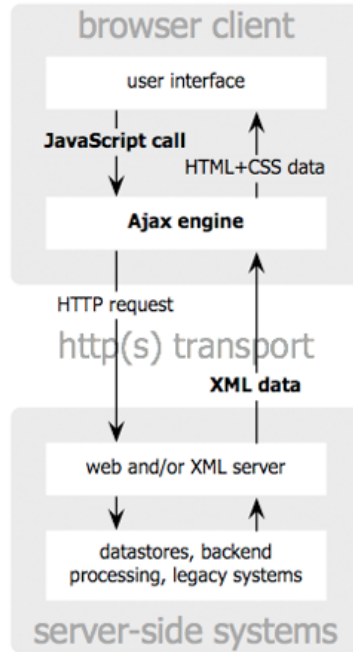 browser client
user interface
JavaScript call
HTML+CSS data
Ajax engine
HTTP request
http(s) transport
XML data
web and/or XML server
datastores, backend
processing, legacy systems
server-side systems